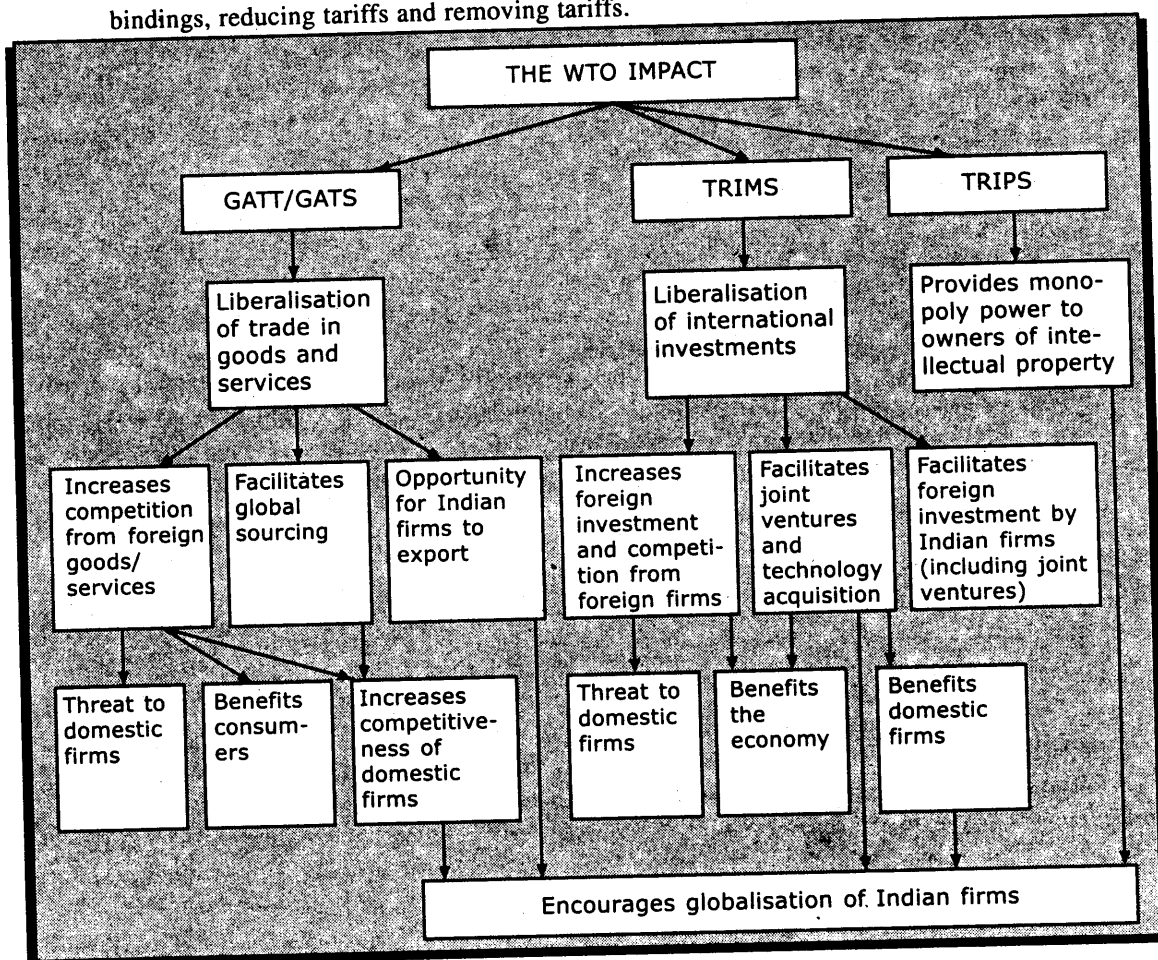 bindings, reducing tariffs and removing tariffs.
THE WTO IMPACT
GATT/GATS
TRIMS
TRIPS
Liberalisation
of trade in
goods and
services
Liberalisation
of international
investments
Provides mono-
poly power to
owners of inte-
llectual property
Increases
competition
from foreign
goods/
services
Facilitates
global
sourcing
Opportunity
for Indian
firms to
export
Increases
foreign
investment
and competi-
tion from
foreign firms
Facilitates
joint
ventures
and
technology
acquisition
Facilitates
foreign
investment by
Indian firms
(including joint
ventures)
Threat to
domestic
firms
Benefits
consum-
ers
Increases
competitive-
ness of
domestic
firms
Threat to
domestic
firms
Benefits
the
economy
Benefits
domestic
firms
Encourages globalisation of firms